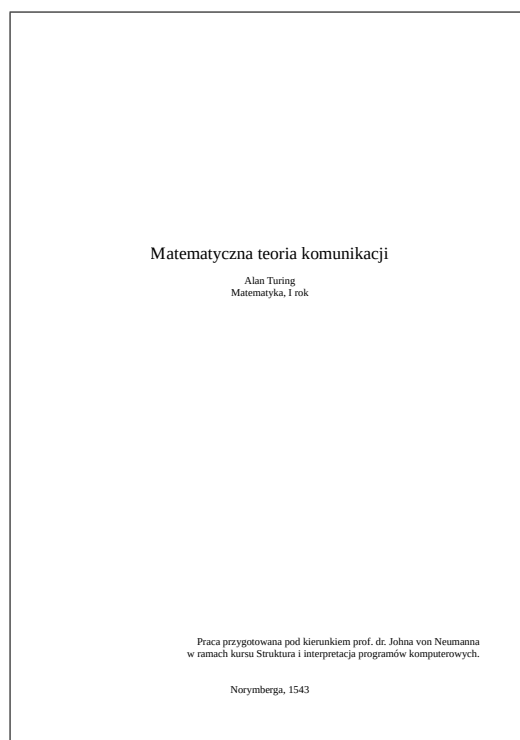 Matematyczna teoria komunikacji
Alan Turing
Matematyka, I rok
Praca przygotowana pod kierunkiem prof. dr. Johna von Neumanna
w ramach kursu Struktura i interpretacja programów komputerowych.
Norymberga, 1543